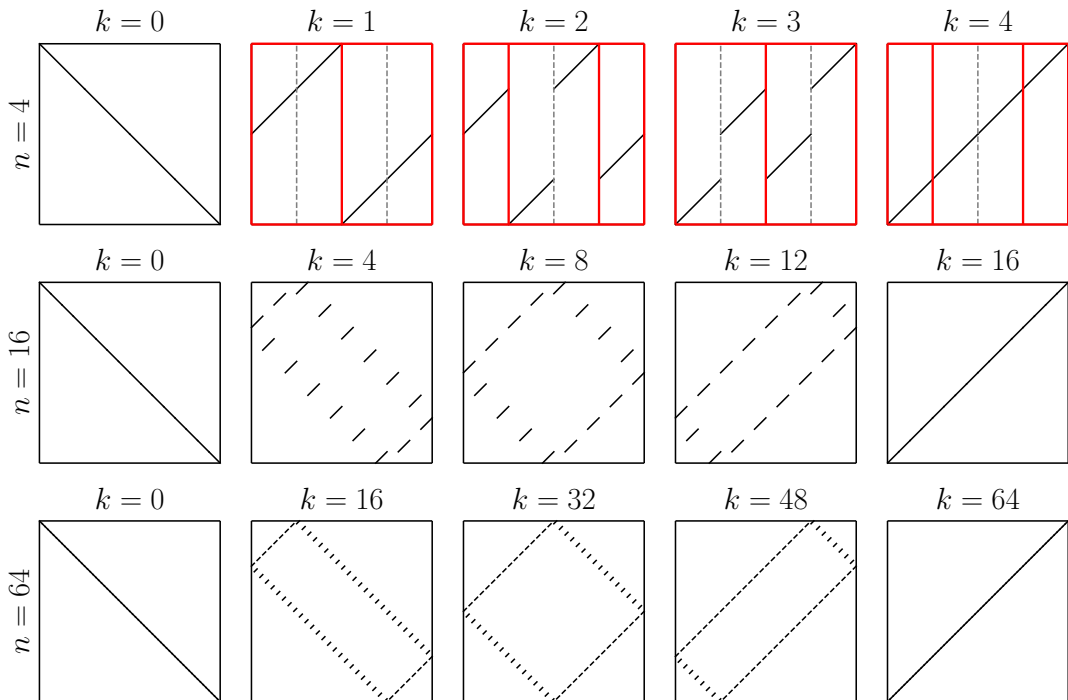 k = 0 k = 1 k = 2 k = 3 k = 4
n = 4
k = 0 k = 4 k = 8 k = 12 k = 16
n = 16
k = 0 k = 16 k = 32 k = 48 k = 64
n = 64